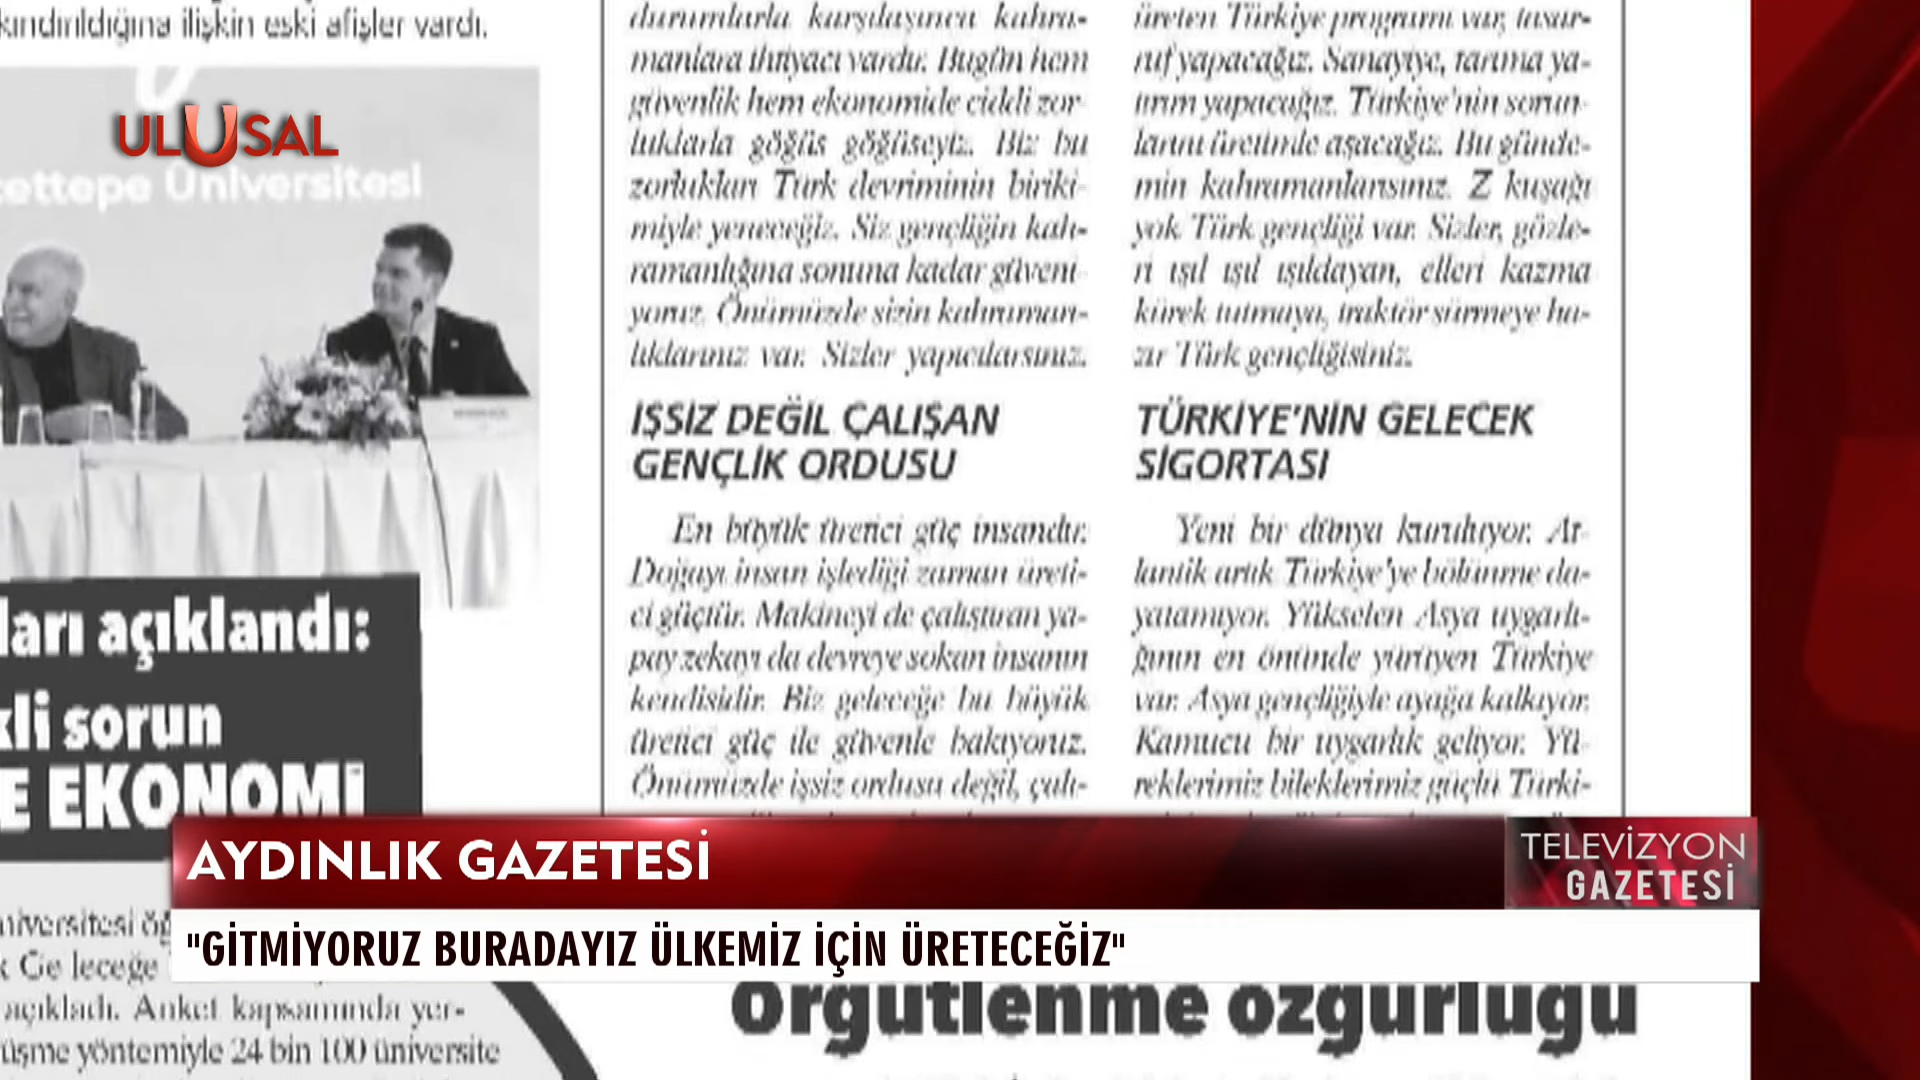 kındırıldığına ilişkin eski afişler vardı.
ULUSAL
cettepe Üniversitesi
ları açıklandı:
kli sorun
E EKONOMİ
niversitesi öğ
k Ge leceğe
açıkladı. Anket kapsamında yer-
üşme yöntemiyle 24 bin 100 üniversite
durumlarla karşılaşınca kahra-
manlara ihtiyacı vardır. Bugün hem
güvenlik hem ekonomide ciddi zor-
luklarla göğüs göğüseyiz. Biz bu
zorlukları Türk devriminin biriki-
miyle yeneceğiz. Siz gençliğin kah-
ramanlığına sonuna kadar güveni-
yoruz. Önümüzde sizin kahraman-
lıklarınız var. Sizler yapıcılarsınız.
İŞSİZ DEĞİL ÇALIŞAN
GENÇLİK ORDUSU
En büyük üretici güç insandır.
Doğayı insan işlediği zaman üreti-
ci güçtür. Makineyi de çalıştıran ya-
pay zekayı da devreye sokan insanın
kendisidir. Biz geleceğe bu büyük
üretici güç ile güvenle bakıyoruz.
Önümüzde işsiz ordusu değil, çalı-
üreten Türkiye programı var, tasar-
ruf yapacağız. Sanayiye, tarıma ya-
tırım yapacağız. Türkiye'nin sorun-
larını üretimle aşacağız. Bu günde-
min kahramanlarısınız. Z kuşağı
yok Türk gençliği var. Sizler, gözle-
ri ışıl ışıl ışıldayan, elleri kazma
kürek tutmaya, traktör sürmeye ha-
zır Türk gençliğisiniz.
TÜRKİYE'NİN GELECEK
SİGORTASI
Yeni bir dünya kuruluyor. At-
lantik artık Türkiye'ye bölünme da-
yatamıyor. Yükselen Asya uygarlı-
ğının en önünde yürüyen Türkiye
var. Asya gençliğiyle ayağa kalkıyor.
Kamucu bir uygarlık geliyor. Yü-
reklerimiz bileklerimiz güçlü Türki-
AYDINLIK GAZETESİ
TELEVİZYON
GAZETESİ
"GİTMİYORUZ BURADAYIZ ÜLKEMİZ İÇİN ÜRETECEĞİZ"
Örgütlenme özgürlüğü